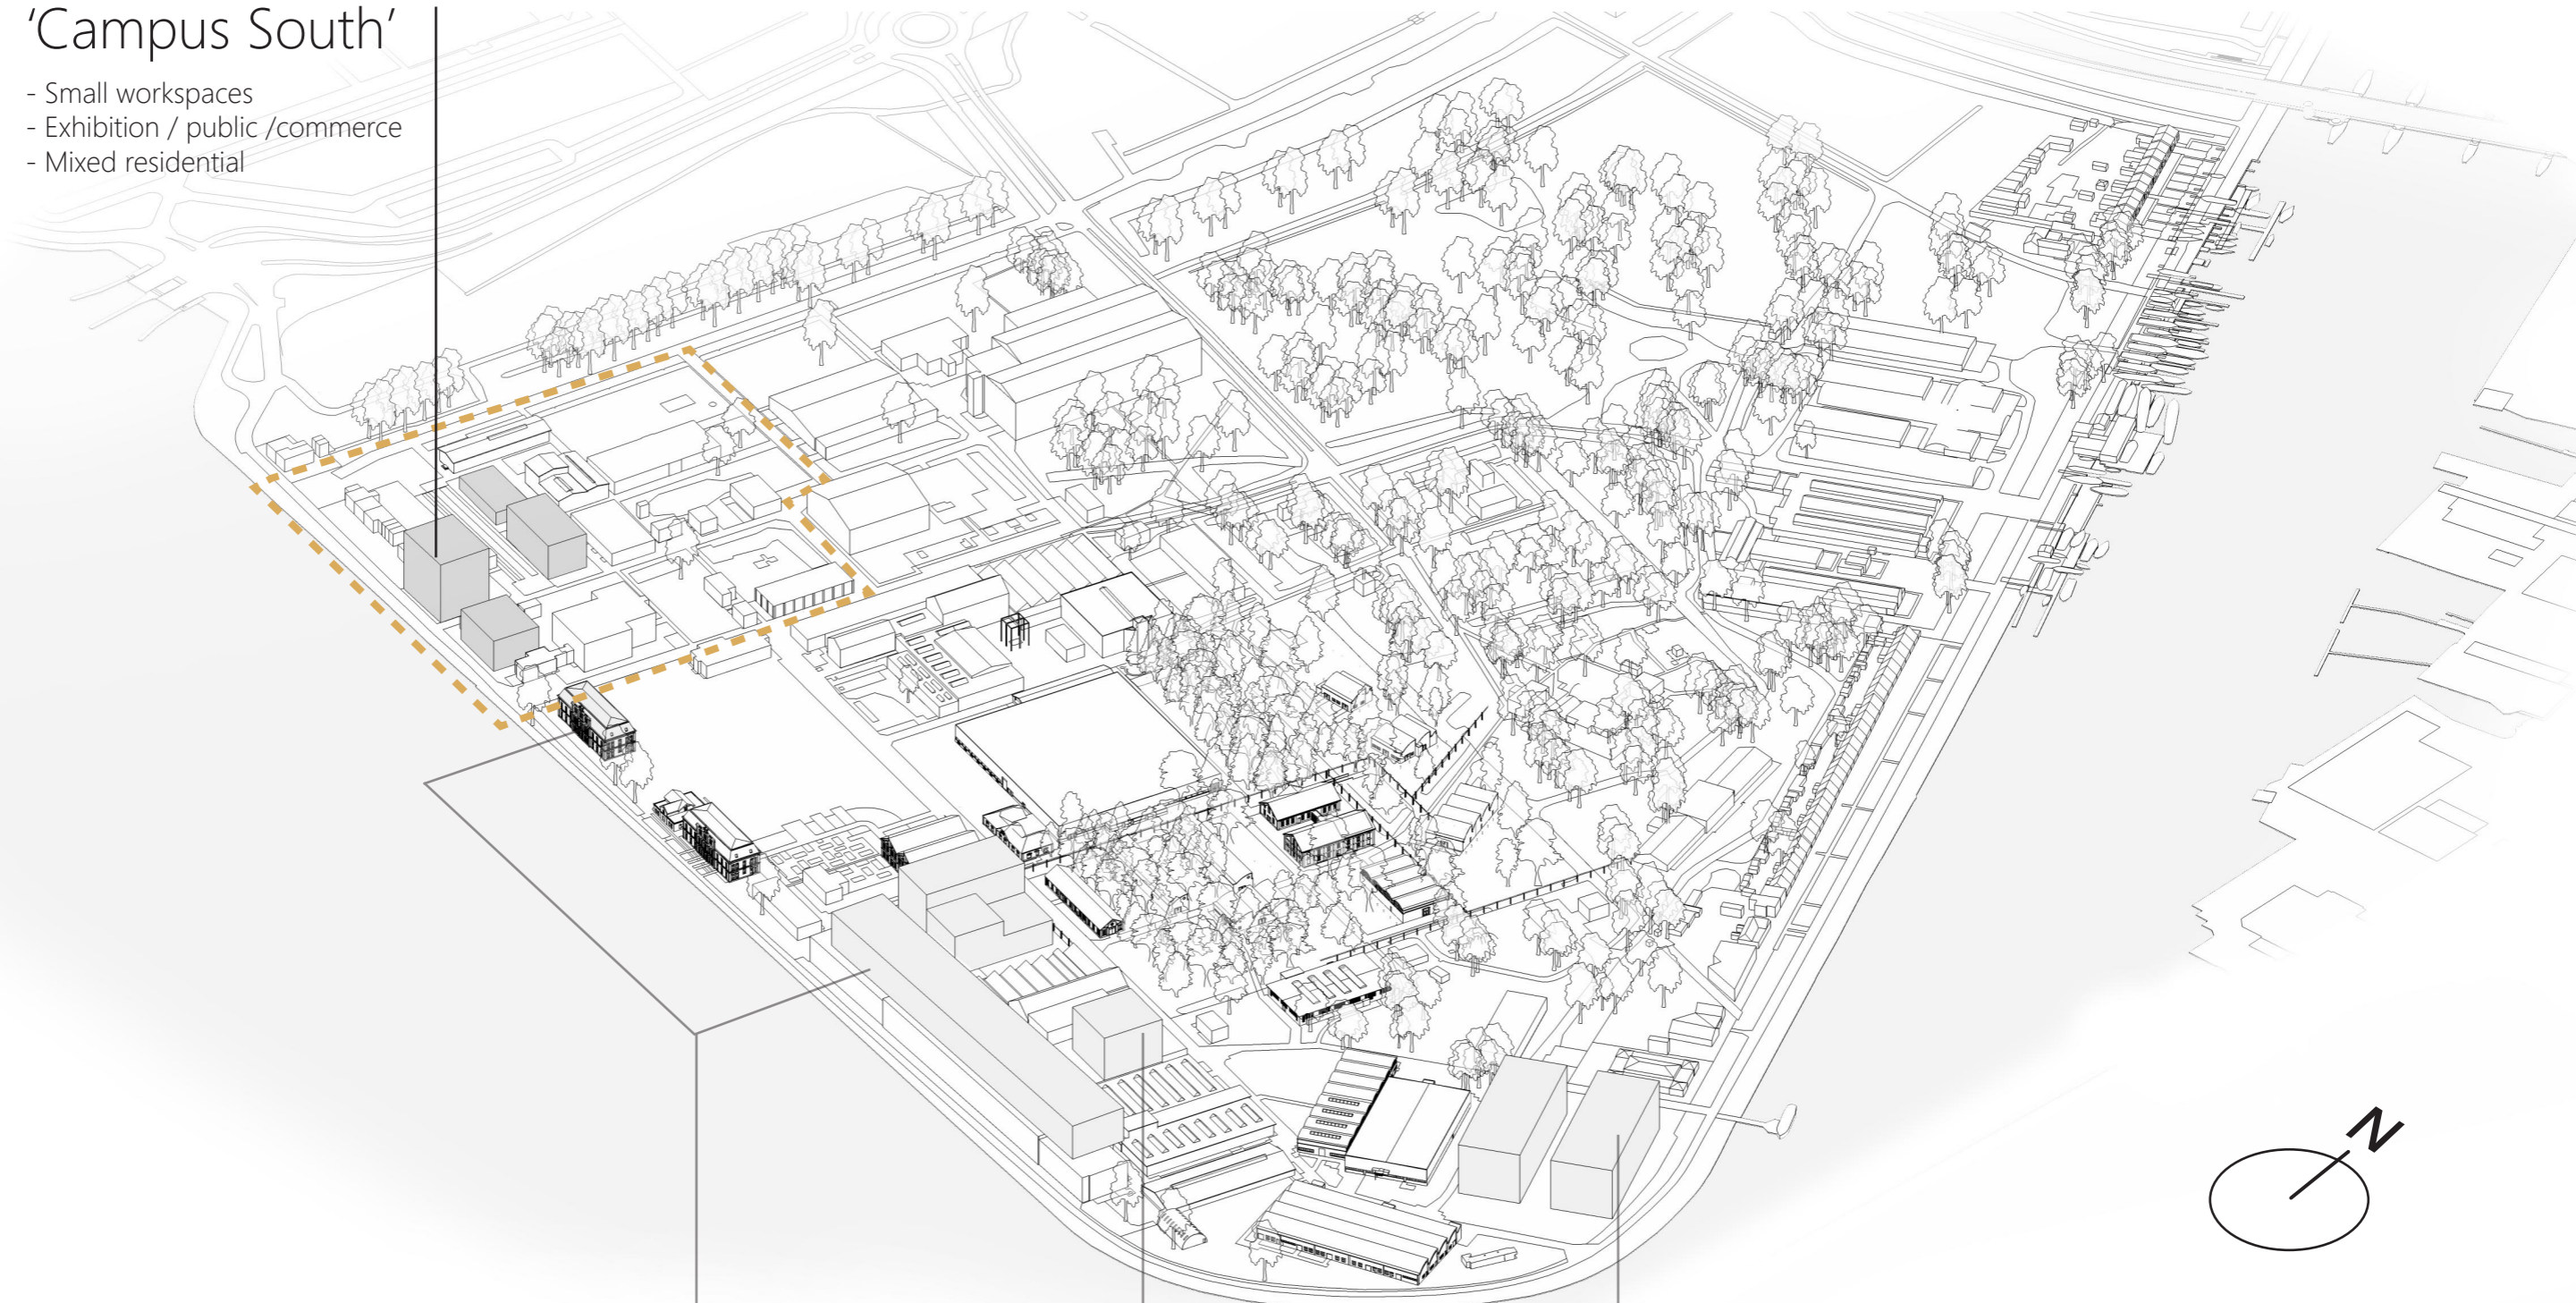 ‘Campus South’
- Small workspaces
- Exhibition / public /commerce
- Mixed residential
N